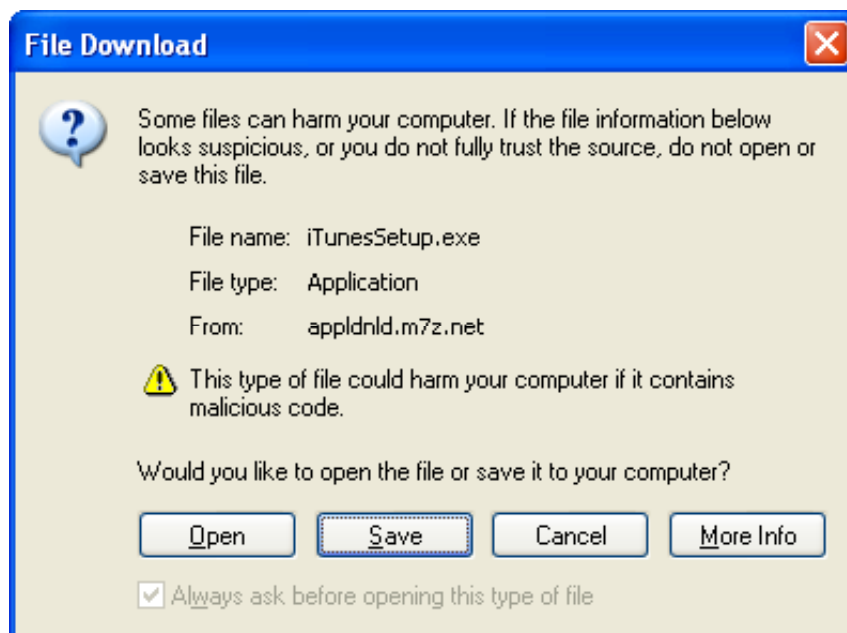 File Download
Some files can harm your computer. If the file information below
looks suspicious, or you do not fully trust the source, do not open or
save this file.
File name: iTunesSetup.exe
File type: Application
From: appldnld.m7z.net
This type of file could harm your computer if it contains
malicious code.
Would you like to open the file or save it to your computer?
Open Save Cancel More Info
Always ask before opening this type of file